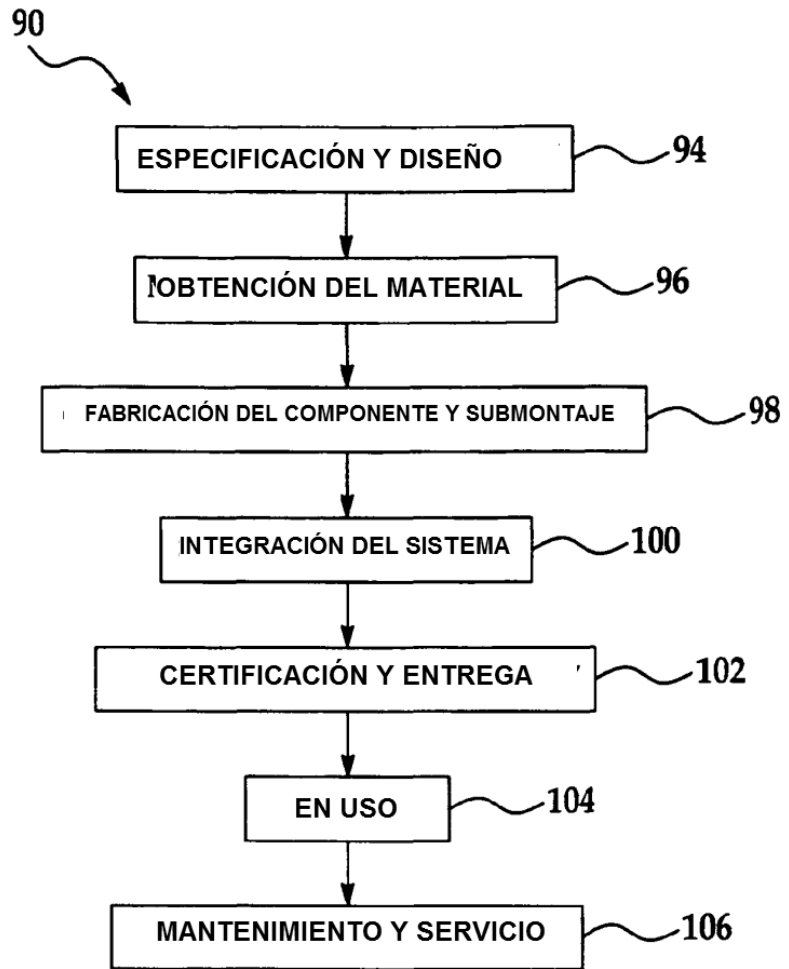 90
ESPECIFICACIÓN Y DISEÑO 94
OBTENCIÓN DEL MATERIAL 96
FABRICACIÓN DEL COMPONENTE Y SUBMONTAJE 98
INTEGRACIÓN DEL SISTEMA 100
CERTIFICACIÓN Y ENTREGA 102
EN USO 104
MANTENIMIENTO Y SERVICIO 106